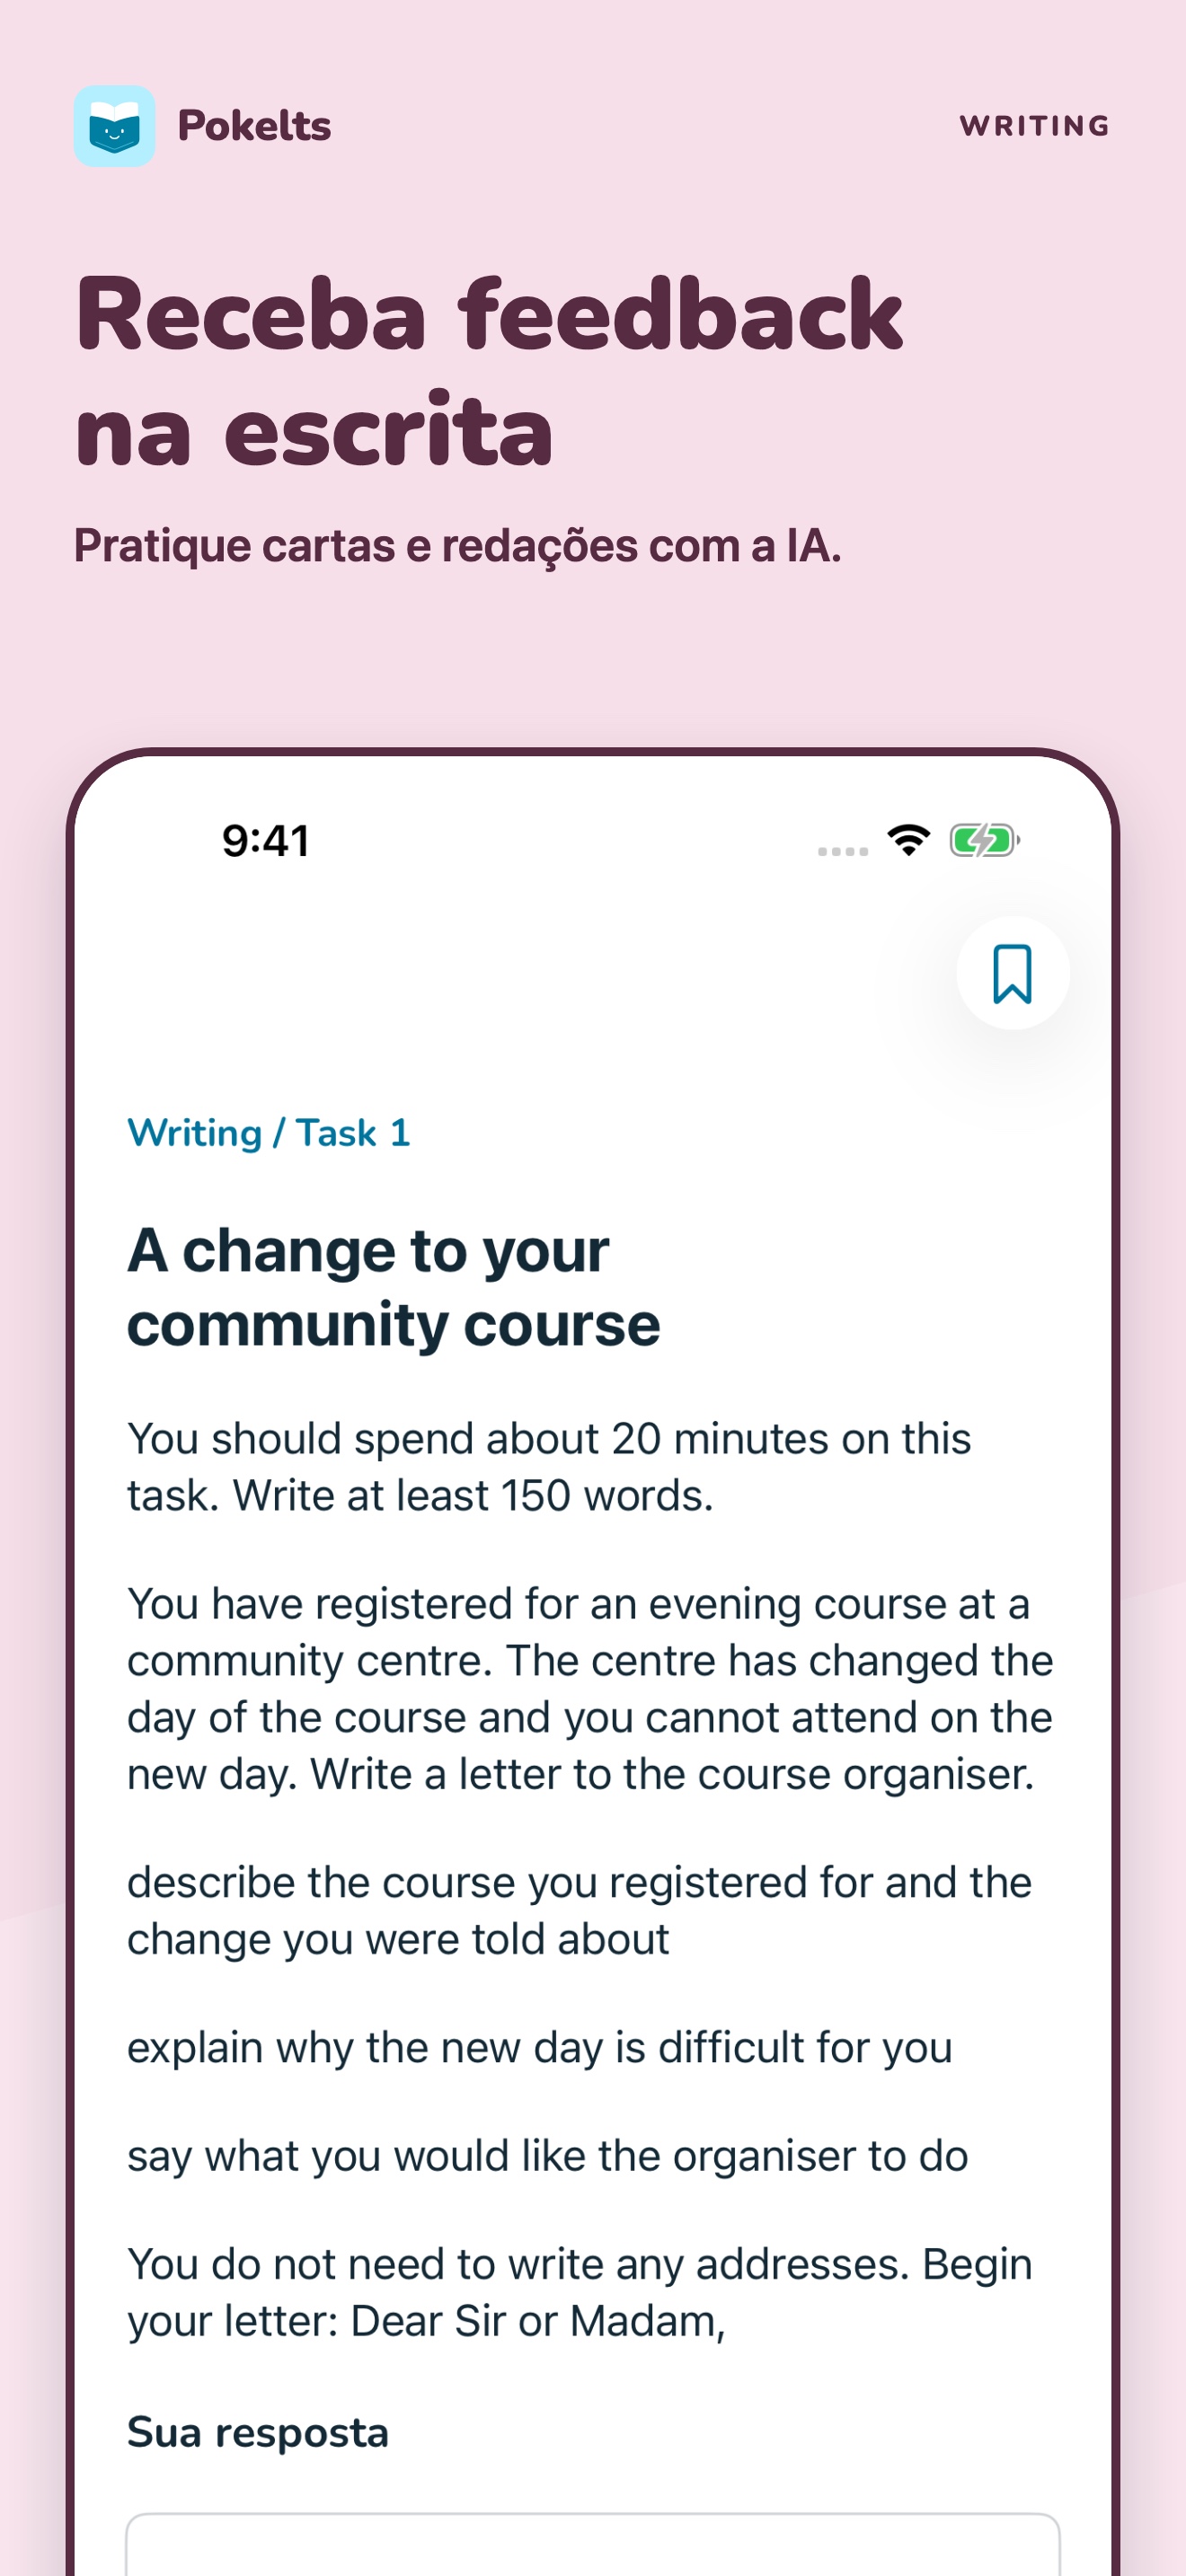 Pokelts
WRITING
Receba feedback
na escrita
Pratique cartas e redações com a IA.
9:41
Writing / Task 1
A change to your
community course
You should spend about 20 minutes on this
task. Write at least 150 words.
You have registered for an evening course at a
community centre. The centre has changed the
day of the course and you cannot attend on the
new day. Write a letter to the course organiser.
describe the course you registered for and the
change you were told about
explain why the new day is difficult for you
say what you would like the organiser to do
You do not need to write any addresses. Begin
your letter: Dear Sir or Madam,
Sua resposta